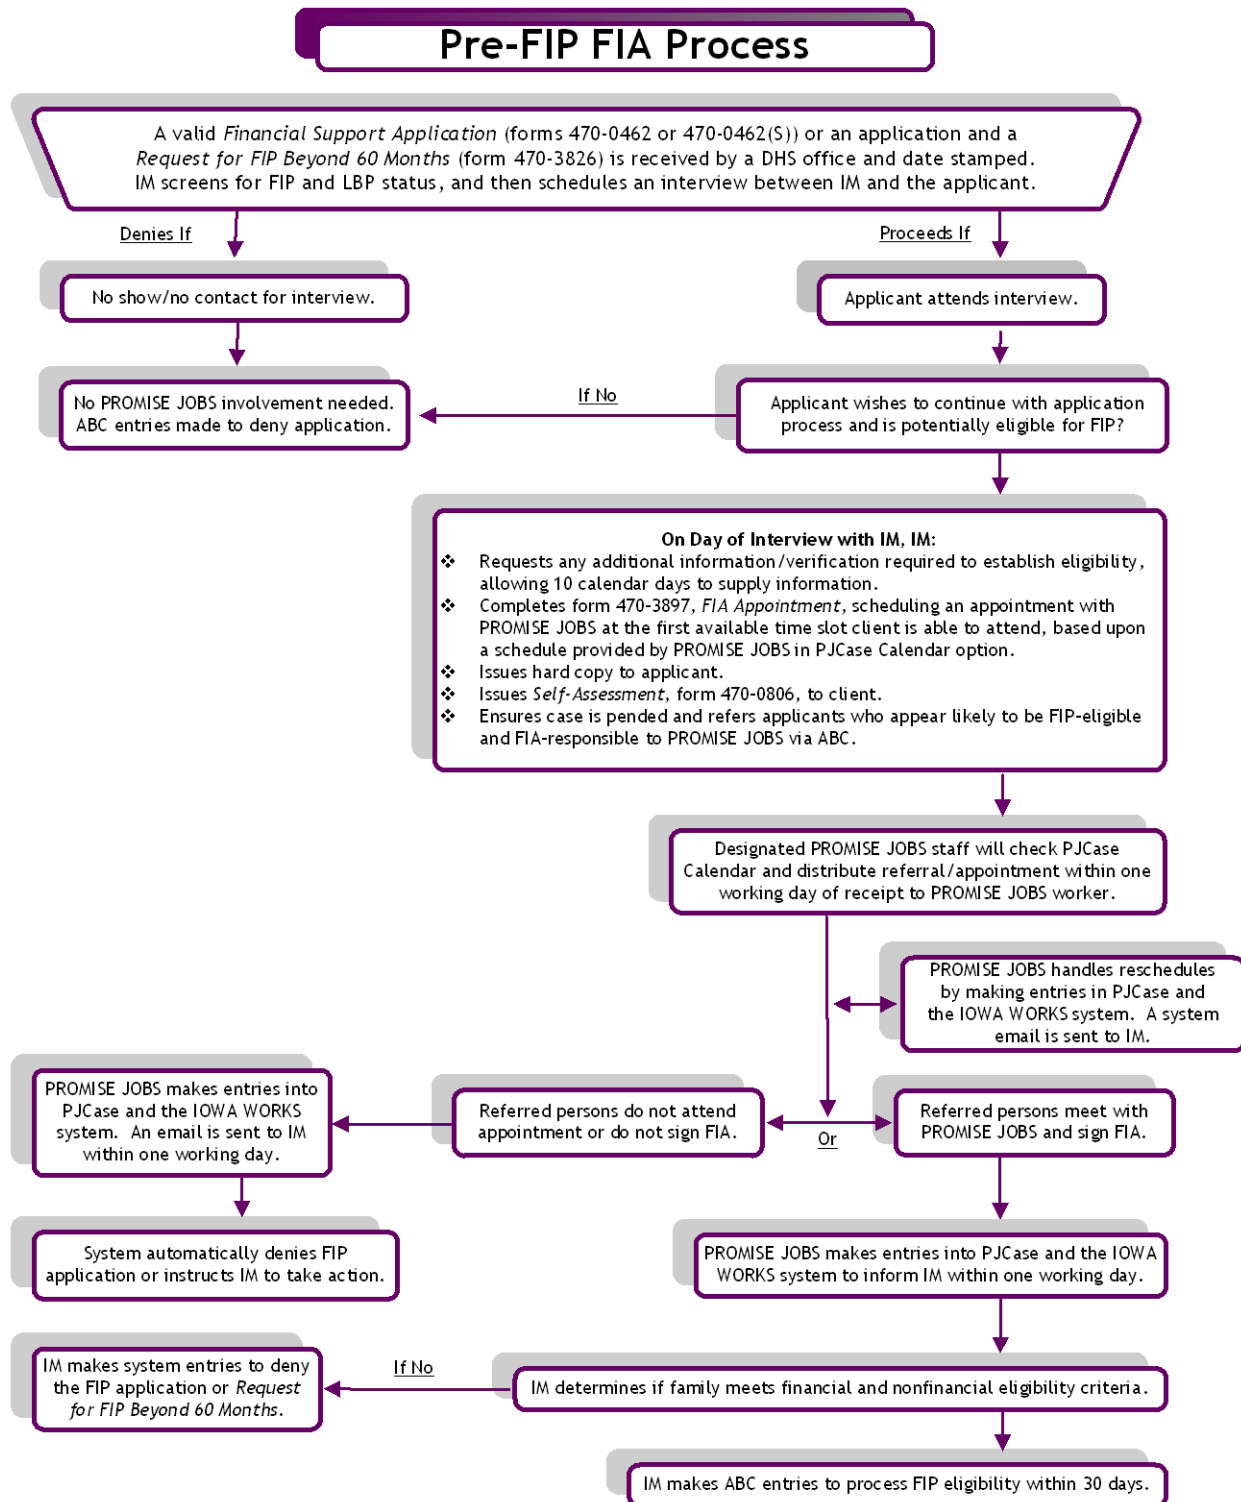 Pre-FIP FIA Process
A valid Financial Support Application (forms 470-0462 or 470-0462(S)) or an application and a
Request for FIP Beyond 60 Months (form 470-3826) is received by a DHS office and date stamped.
IM screens for FIP and LBP status, and then schedules an interview between IM and the applicant.
Denies If
Proceeds If
No show/no contact for interview.
Applicant attends interview.
No PROMISE JOBS involvement needed.
ABC entries made to deny application.
If No
Applicant wishes to continue with application
process and is potentially eligible for FIP?
On Day of Interview with IM, IM:
❖ Requests any additional information/verification required to establish eligibility,
allowing 10 calendar days to supply information.
❖ Completes form 470-3897, FIA Appointment, scheduling an appointment with
PROMISE JOBS at the first available time slot client is able to attend, based upon
a schedule provided by PROMISE JOBS in PJCase Calendar option.
❖ Issues hard copy to applicant.
❖ Issues Self-Assessment, form 470-0806, to client.
❖ Ensures case is pended and refers applicants who appear likely to be FIP-eligible
and FIA-responsible to PROMISE JOBS via ABC.
Designated PROMISE JOBS staff will check PJCase
Calendar and distribute referral/appointment within one
working day of receipt to PROMISE JOBS worker.
PROMISE JOBS handles reschedules
by making entries in PJCase and
the IOWA WORKS system. A system
email is sent to IM.
PROMISE JOBS makes entries into
PJCase and the IOWA WORKS
system. An email is sent to IM
within one working day.
Referred persons do not attend
appointment or do not sign FIA.
Or
Referred persons meet with
PROMISE JOBS and sign FIA.
System automatically denies FIP
application or instructs IM to take action.
PROMISE JOBS makes entries into PJCase and the IOWA
WORKS system to inform IM within one working day.
IM makes system entries to deny
the FIP application or Request
for FIP Beyond 60 Months.
If No
IM determines if family meets financial and nonfinancial eligibility criteria.
IM makes ABC entries to process FIP eligibility within 30 days.